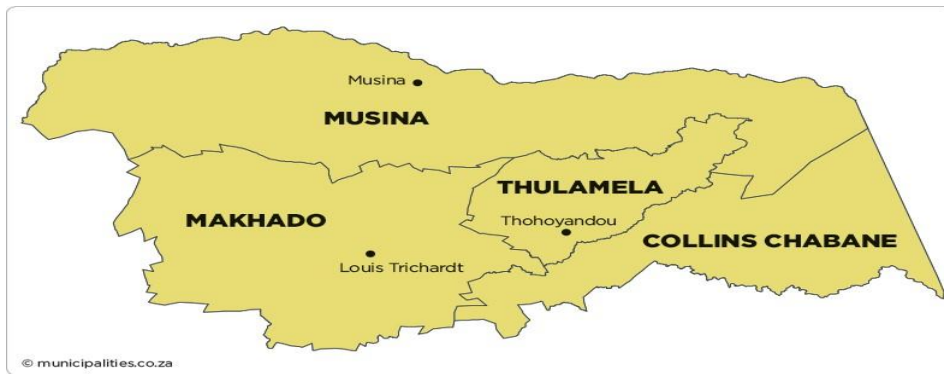 Musina
MUSINA
THULAMELA
MAKHADO
Thohoyandou
COLLINS CHABANE
Louis Trichardt
© municipalities.co.za